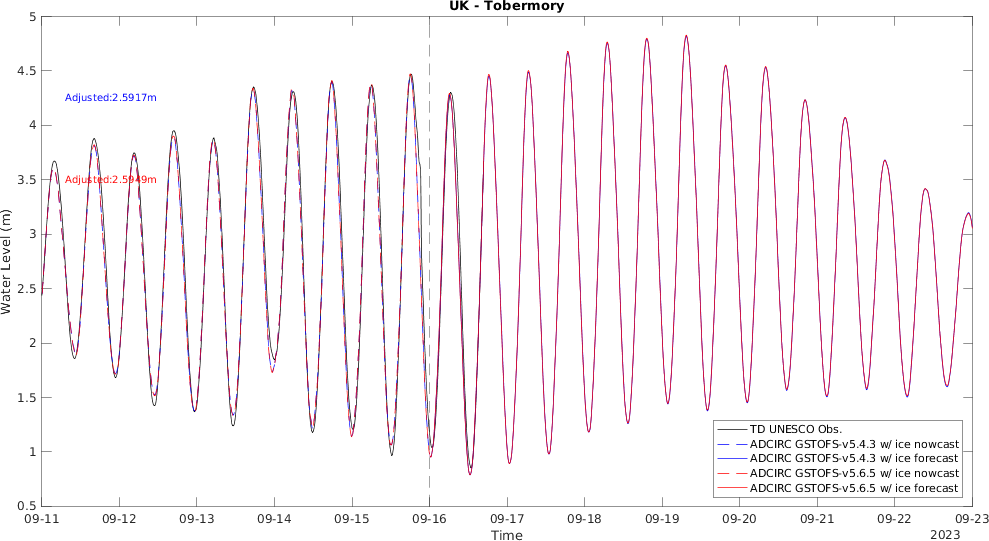 UK - Tobermory
Water Level (m)
5
4.5
4
3.5
3
2.5
2
1.5
1
0.5
Adjusted:2.5917m
Adjusted:2.5949m
TD UNESCO Obs.
ADCIRC GSTOFS-v5.4.3 w/ ice nowcast
ADCIRC GSTOFS-v5.4.3 w/ ice forecast
ADCIRC GSTOFS-v5.6.5 w/ ice nowcast
ADCIRC GSTOFS-v5.6.5 w/ ice forecast
09-11 09-12 09-13 09-14 09-15 09-16 09-17 09-18 09-19 09-20 09-21 09-22 09-23
Time
2023